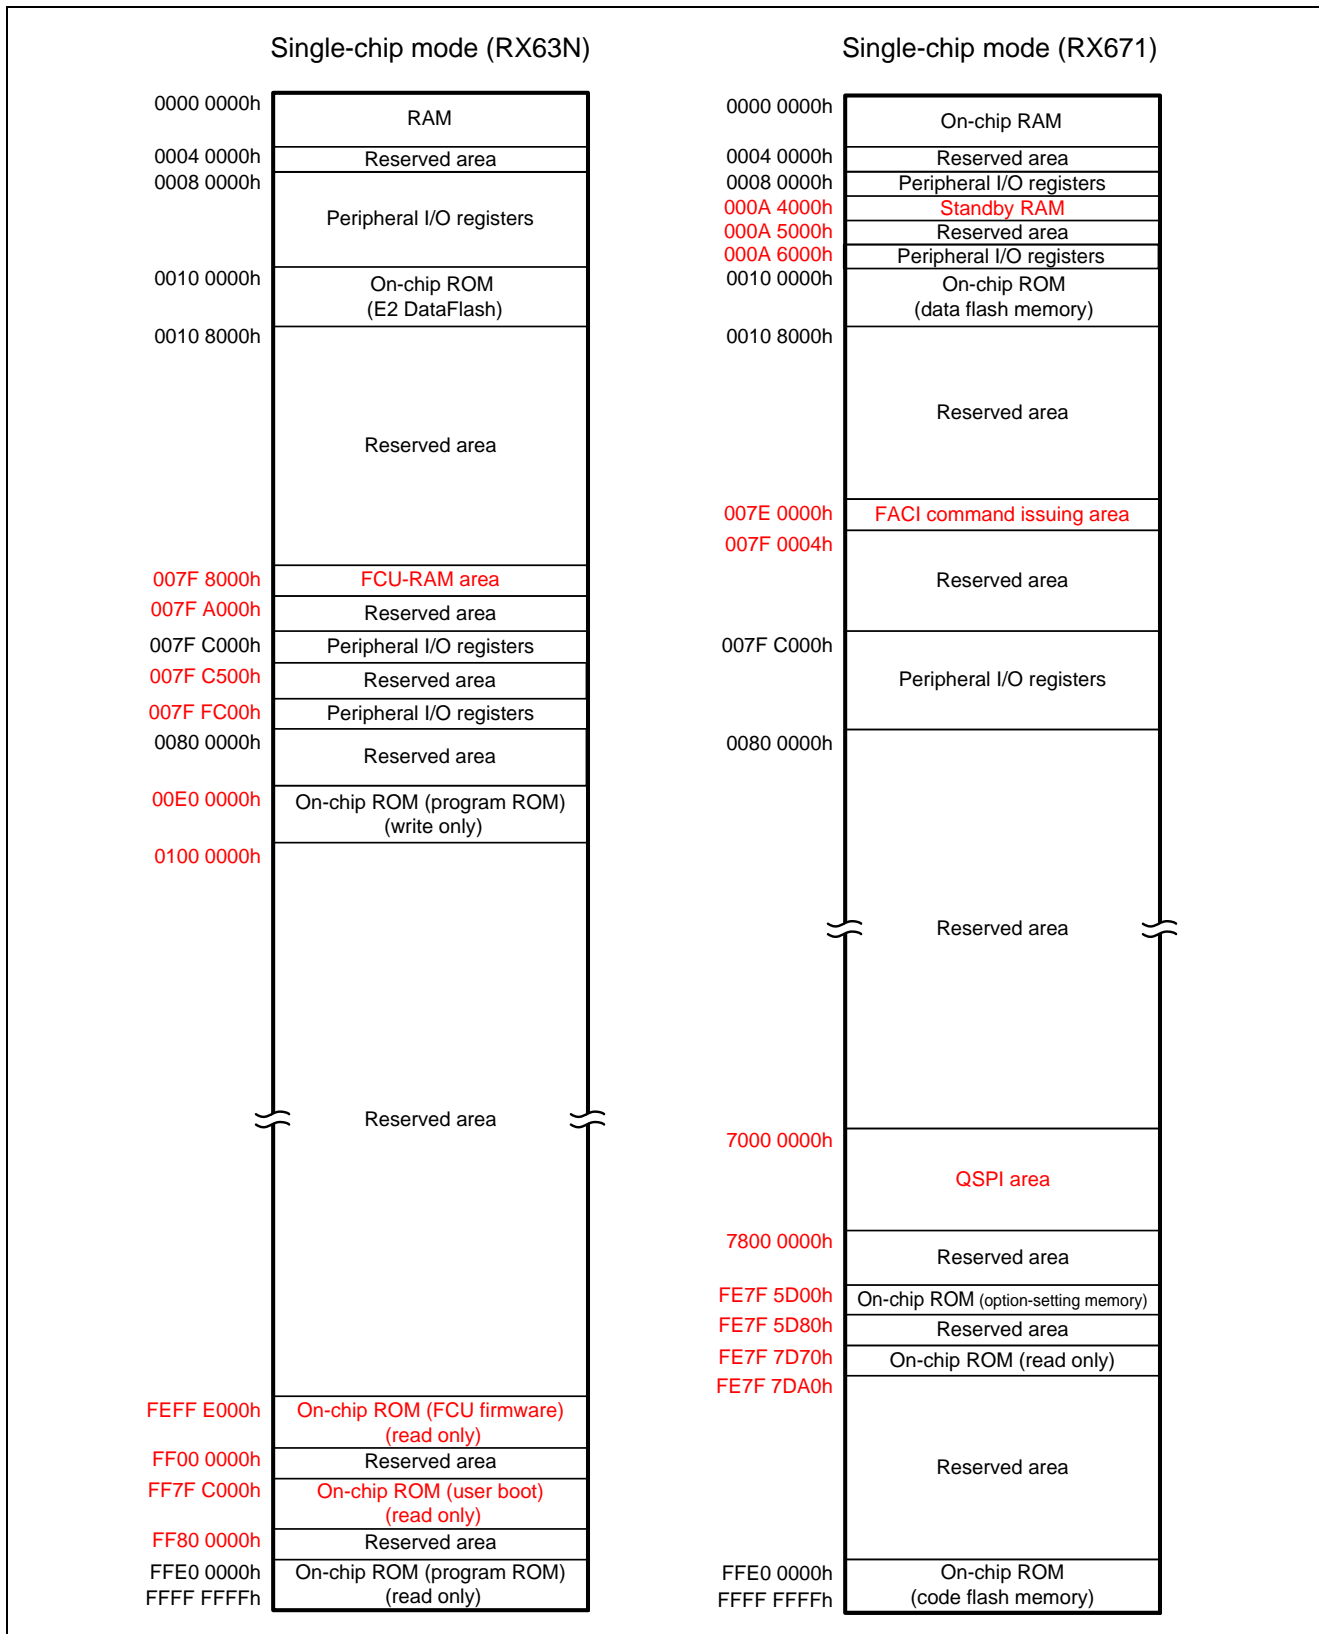 Single-chip mode (RX63N)
0000 0000h
RAM
0004 0000h
Reserved area
0008 0000h
Peripheral I/O registers
0010 0000h
On-chip ROM
(E2 DataFlash)
0010 8000h
Reserved area
007F 8000h
FCU-RAM area
007F A000h
Reserved area
007F C000h
Peripheral I/O registers
007F C500h
Reserved area
007F FC00h
Peripheral I/O registers
0080 0000h
Reserved area
00E0 0000h
On-chip ROM (program ROM)
(write only)
0100 0000h
Reserved area
FEFF E000h
On-chip ROM (FCU firmware)
(read only)
FF00 0000h
Reserved area
FF7F C000h
On-chip ROM (user boot)
(read only)
FF80 0000h
Reserved area
FFE0 0000h
On-chip ROM (program ROM)
(read only)
FFFF FFFFh
Single-chip mode (RX671)
0000 0000h
On-chip RAM
0004 0000h
Reserved area
0008 0000h
Peripheral I/O registers
000A 4000h
Standby RAM
000A 5000h
Reserved area
000A 6000h
Peripheral I/O registers
0010 0000h
On-chip ROM
(data flash memory)
0010 8000h
Reserved area
007E 0000h
FACI command issuing area
007F 0004h
Reserved area
007F C000h
Peripheral I/O registers
0080 0000h
Reserved area
7000 0000h
QSPI area
7800 0000h
Reserved area
FE7F 5D00h
On-chip ROM (option-setting memory)
FE7F 5D80h
Reserved area
FE7F 7D70h
On-chip ROM (read only)
FE7F 7DA0h
Reserved area
FFE0 0000h
On-chip ROM
(code flash memory)
FFFF FFFFh